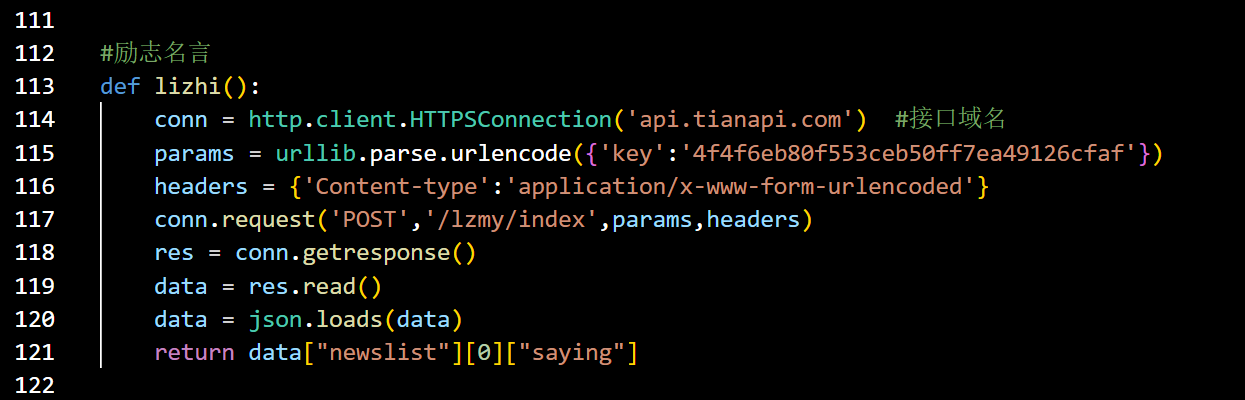 111
112 #励志名言
113 def lizhi():
114     conn = http.client.HTTPSConnection('api.tianapi.com')  #接口域名
115     params = urllib.parse.urlencode({'key':'4f4f6eb80f553ceb50ff7ea49126cfaf'})
116     headers = {'Content-type':'application/x-www-form-urlencoded'}
117     conn.request('POST','/lzmy/index',params,headers)
118     res = conn.getresponse()
119     data = res.read()
120     data = json.loads(data)
121     return data["newslist"][0]["saying"]
122